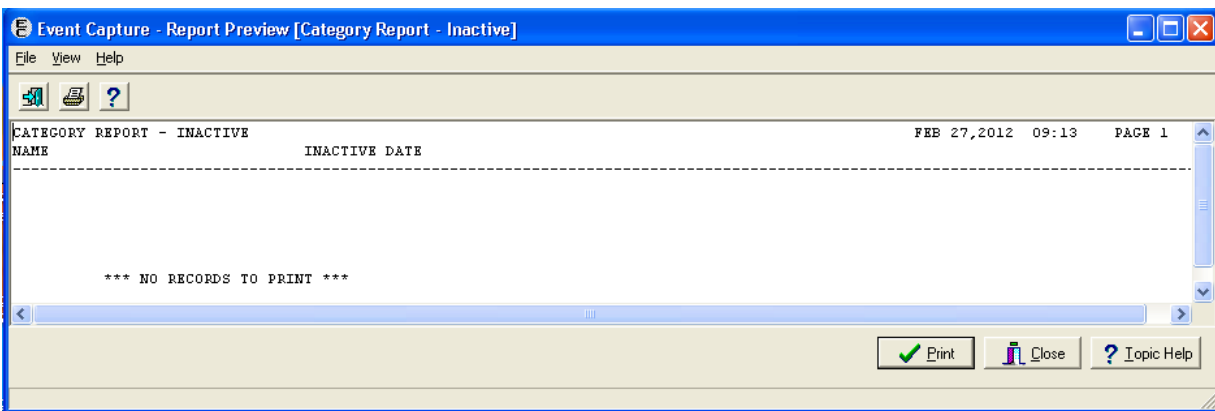 Event Capture - Report Preview [Category Report - Inactive]
File View Help
CATEGORY REPORT - INACTIVE FEB 27,2012 09:13 PAGE 1
NAME INACTIVE DATE
*** NO RECORDS TO PRINT ***
Print Close ? Topic Help